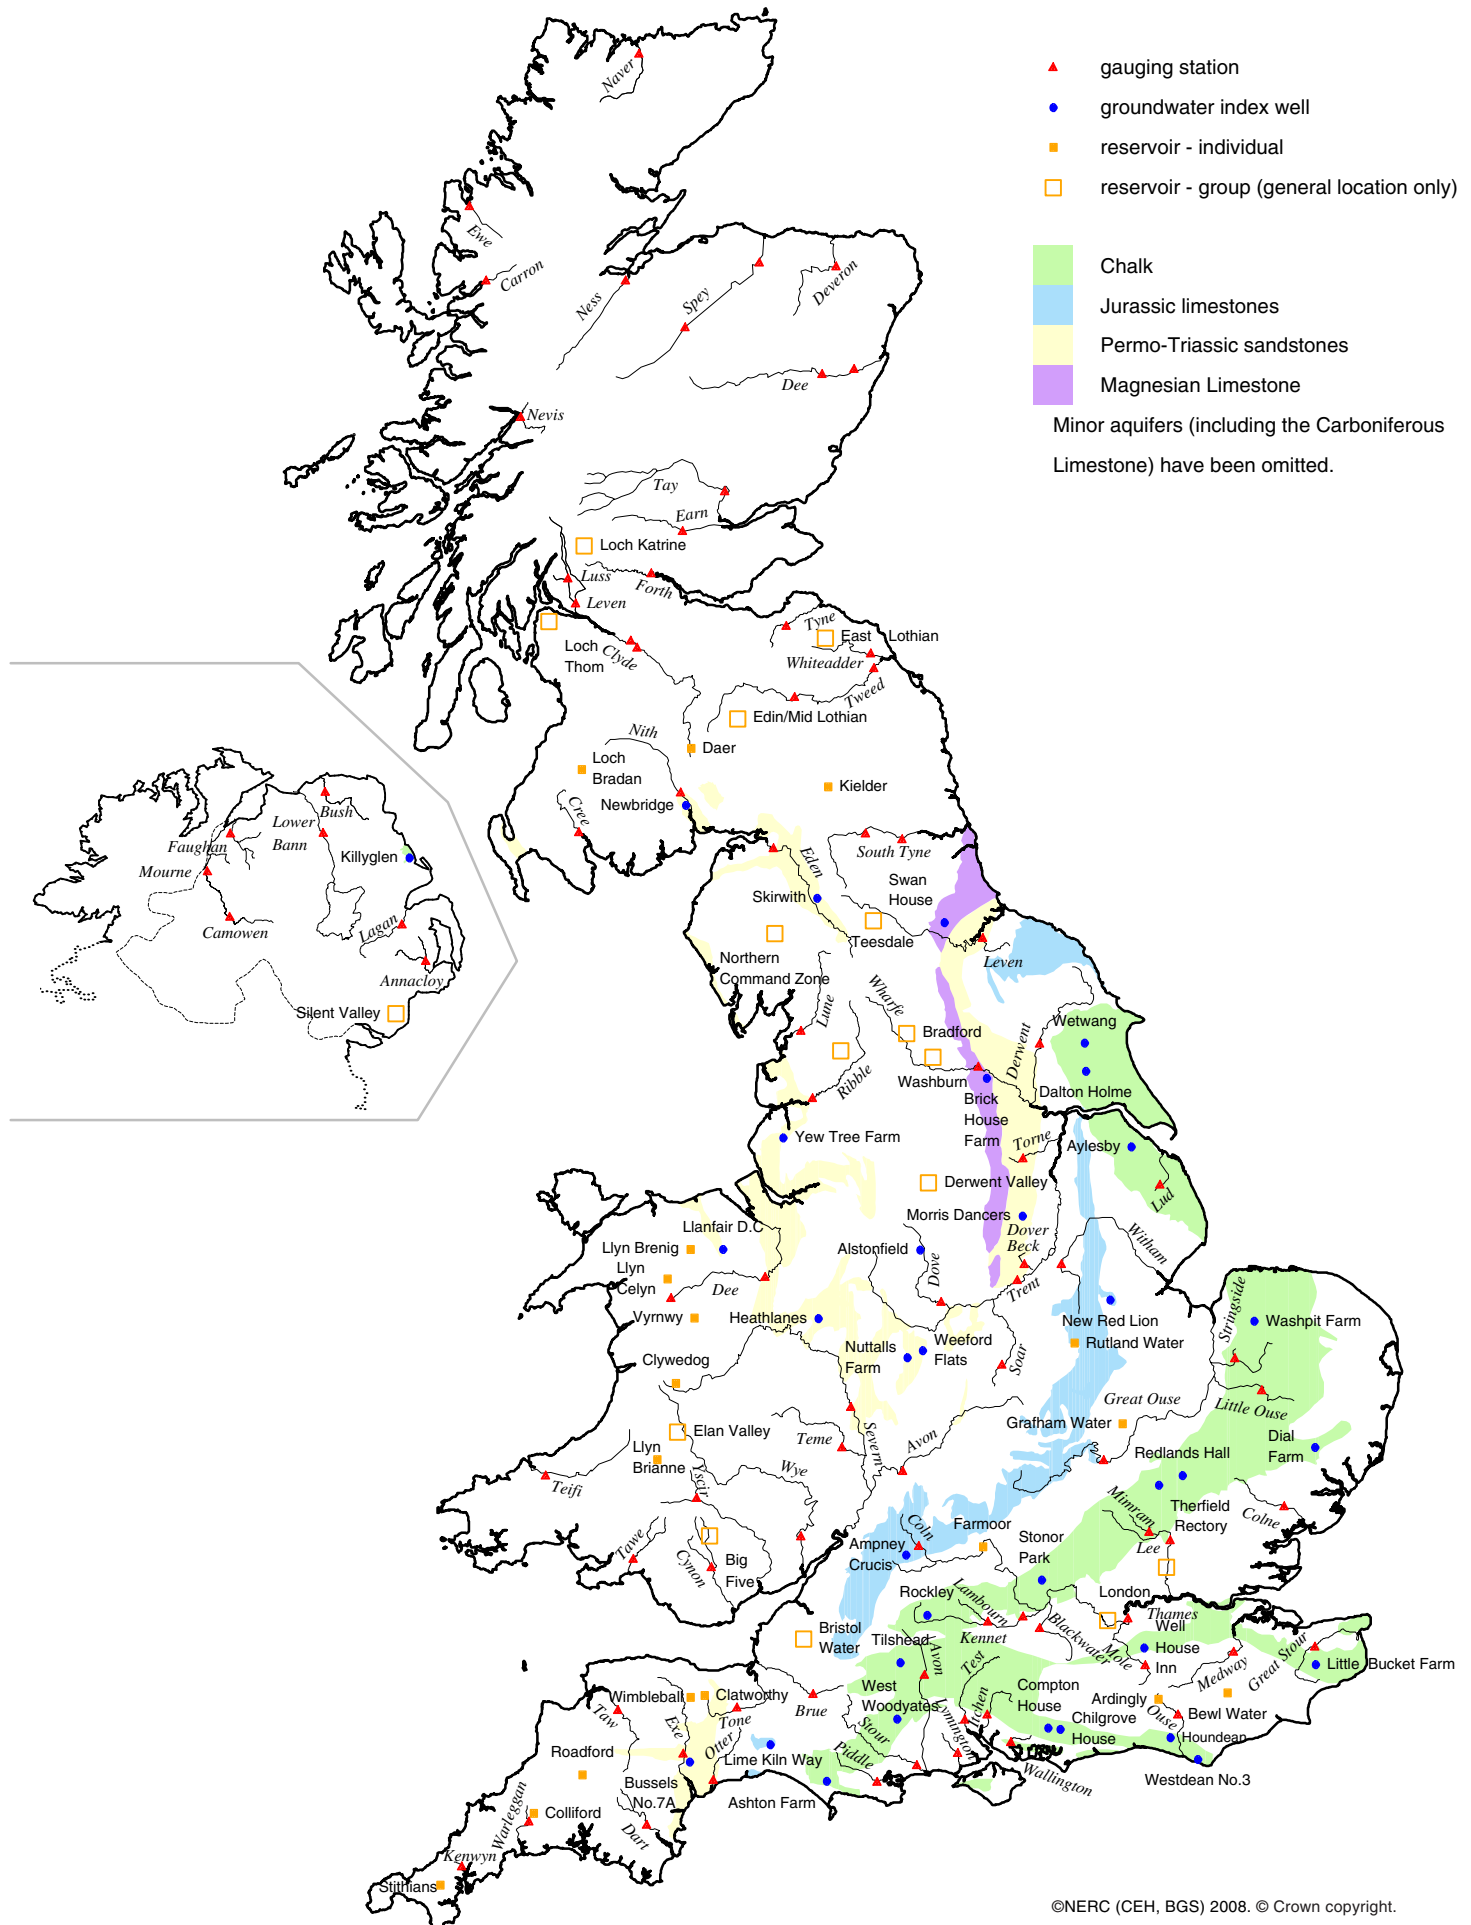 gauging station
groundwater index well
reservoir - individual
reservoir - group (general location only)
Chalk
Jurassic limestones
Permo-Triassic sandstones
Magnesian Limestone
Minor aquifers (including the Carboniferous
Limestone) have been omitted.
Naver
Ewe
Carron
Ness
Spey
Deveron
Dee
Nevis
Tay
Earn
Loch Katrine
Luss
Forth
Leven
Loch
Thom
Clyde
Tyne
East Lothian
Whiteadder
Tweed
Edin/Mid Lothian
Nith
Daer
Loch
Bradan
Kielder
Newbridge
Cree
Bush
Lower
Bann
Faughan
Killyglen
Mourne
Camowen
Lagan
Annacloy
Silent Valley
Eden
South Tyne
Swan
House
Skirwith
Teesdale
Leven
Northern
Command Zone
Lune
Wharfe
Bradford
Derwent
Wetwang
Washburn
Ribble
Brick
House
Farm
Dalton Holme
Yew Tree Farm
Torne
Aylesby
Derwent Valley
Lud
Morris Dancers
Dover
Beck
Witham
Llanfair D.C
Llyn Brenig
Alstonfield
Llyn
Celyn
Dee
Dove
Trent
Stringside
Vyrnwy
Heathlanes
New Red Lion
Washpit Farm
Nuttalls
Farm
Weeford
Flats
Rutland Water
Soar
Clywedog
Great Ouse
Little Ouse
Grafham Water
Elan Valley
Teme
Severn
Avon
Dial
Farm
Llyn
Brianne
Redlands Hall
Yscir
Wye
Teifi
Mimram
Therfield
Rectory
Colne
Coln
Farmoor
Stonor
Park
Lee
Tawe
Cynon
Big
Five
Ampney
Crucis
Rockley
Lambourn
London
Thames
Kennet
Blackwater
Well
House
Inn
Mole
Bristol
Water
Tilshead
Avon
Test
Medway
Great Stour
Little Bucket Farm
West
Woodyates
Itchen
Compton
House
Ardingly
Bewl Water
Chilgrove
House
Ouse
Houndean
Wimbleball
Clatworthy
Taw
Exe
Tone
Brue
Stour
Lymington
Otter
Roadford
Lime Kiln Way
Piddle
Bussels
No.7A
Wallington
Westdean No.3
Ashton Farm
Warleggan
Colliford
Dart
Kenwyn
Stithians
©NERC (CEH, BGS) 2008. © Crown copyright.